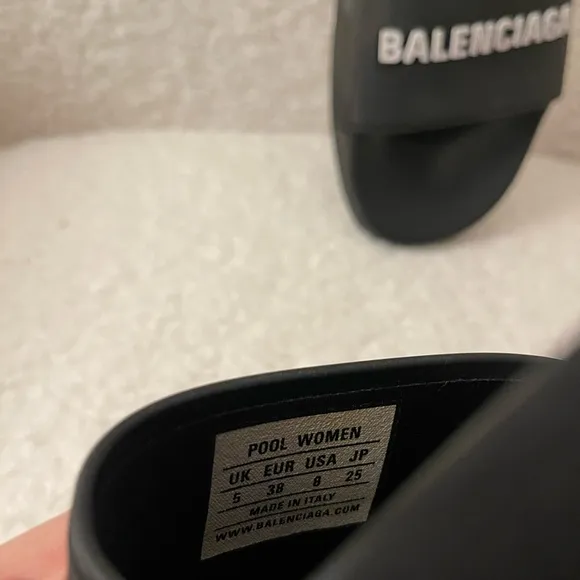 BALENCIAGA
POOL WOMEN
UK EUR USA JP
5 38 8 25
MADE IN ITALY
WWW.BALENCIAGA.COM